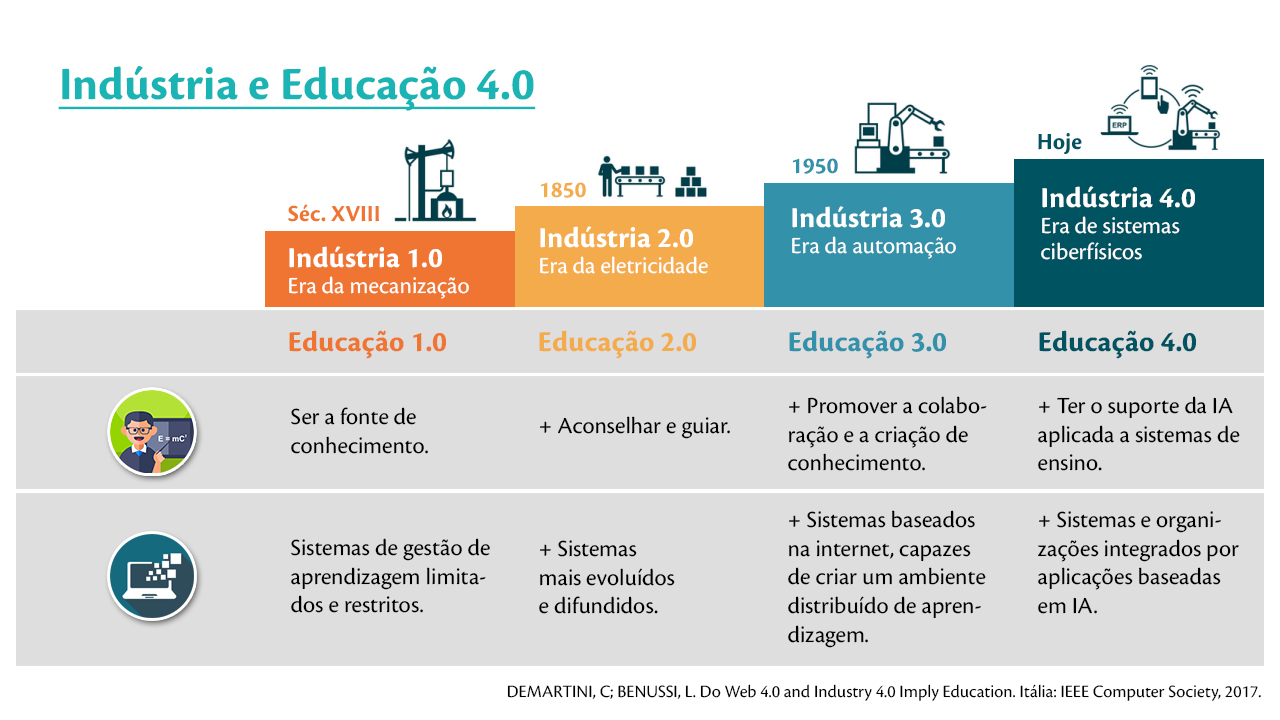 Indústria e Educação 4.0
Séc. XVIII
1850
1950
Hoje
ERP
Indústria 1.0
Era da mecanização
Indústria 2.0
Era da eletricidade
Indústria 3.0
Era da automação
Indústria 4.0
Era de sistemas
ciberfísicos
Educação 1.0
Educação 2.0
Educação 3.0
Educação 4.0
E = mC²
Ser a fonte de
conhecimento.
+ Aconselhar e guiar.
+ Promover a colabo-
ração e a criação de
conhecimento.
+ Ter o suporte da IA
aplicada a sistemas de
ensino.
Sistemas de gestão de
aprendizagem limita-
dos e restritos.
+ Sistemas
mais evoluídos
e difundidos.
+ Sistemas baseados
na internet, capazes
de criar um ambiente
distribuído de apren-
dizagem.
+ Sistemas e organi-
zações integrados por
aplicações baseadas
em IA.
DEMARTINI, C; BENUSSI, L. Do Web 4.0 and Industry 4.0 Imply Education. Itália: IEEE Computer Society, 2017.